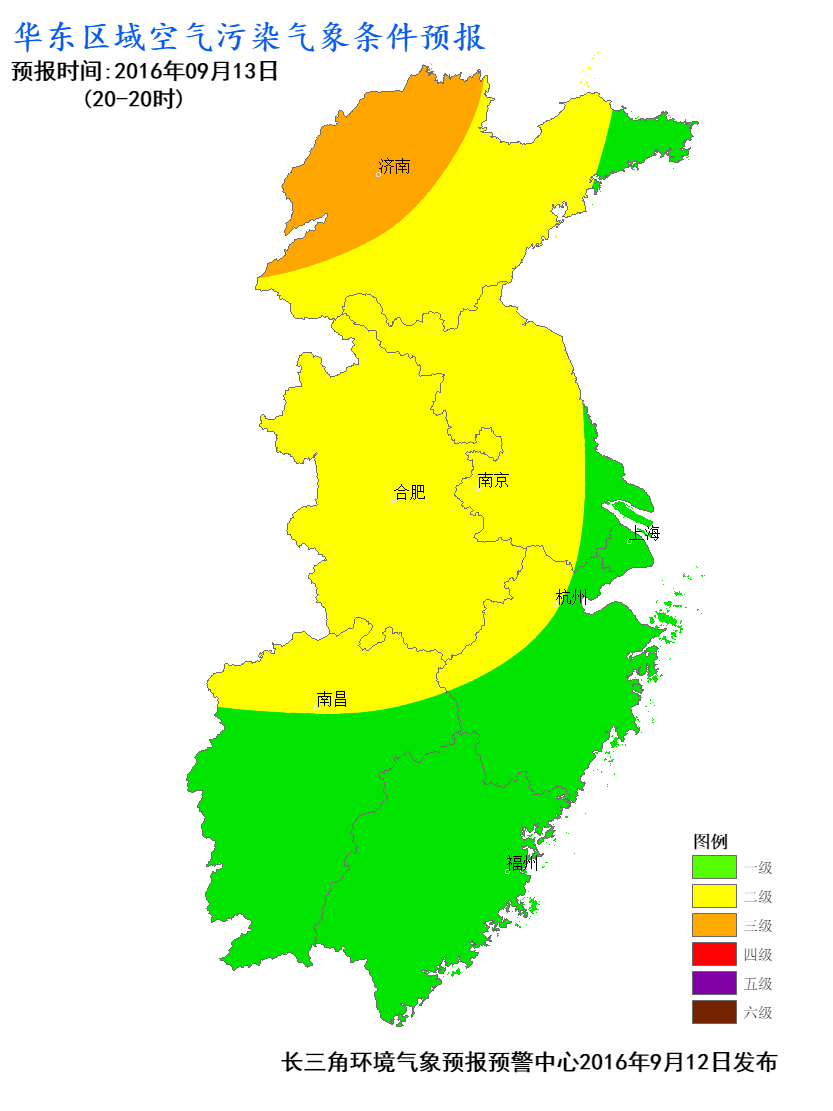 华东区域空气污染气象条件预报
预报时间:2016年09月13日
(20-20时)
济南
合肥
南京
上海
杭州
南昌
福州
图例
一级
二级
三级
四级
五级
六级
长三角环境气象预报预警中心2016年9月12日发布